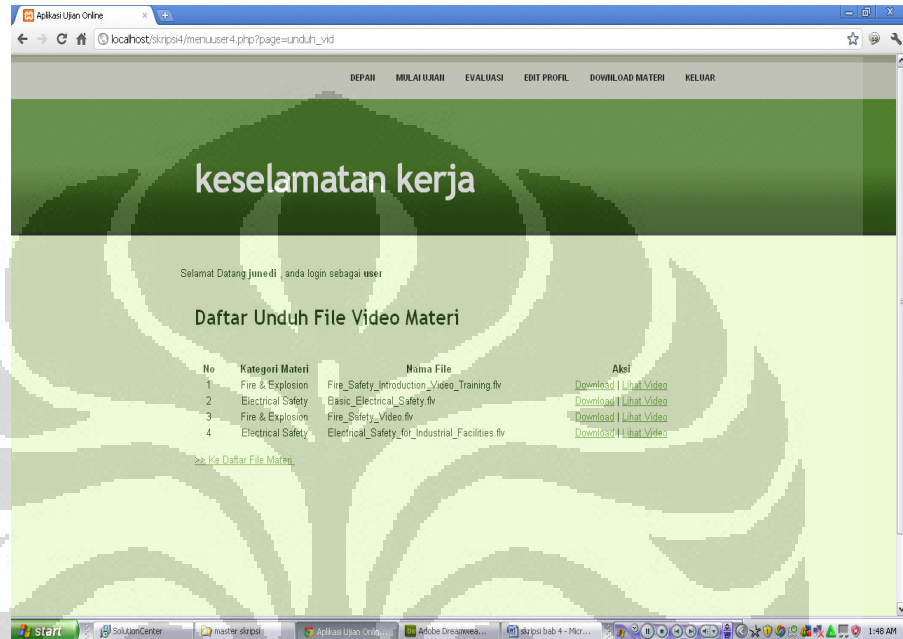 Aplikasi Ujian Online
localhost/skripsi4/menuuser4.php?page=unduh_vid
DEPAN MULAI UJIAN EVALUASI EDIT PROFIL DOWNLOAD MATERI KELUAR
keselamatan kerja
Selamat Datang junedi , anda login sebagai user
Daftar Unduh File Video Materi
No Kategori Materi Nama File Aksi
1 Fire & Explosion Fire_Safety_Introduction_Video_Training.flv Download | Lihat Video
2 Electrical Safety Basic_Electrical_Safety.flv Download | Lihat Video
3 Fire & Explosion Fire_Safety_Video.flv Download | Lihat Video
4 Electrical Safety Electrical_Safety_for_Industrial_Facilities.flv Download | Lihat Video
>> Ke Daftar File Materi
start SolutionCenter master skripsi Aplikasi Ujian Onlin... Adobe Dreamwea... skripsi bab 4 - Micr... 1:48 AM